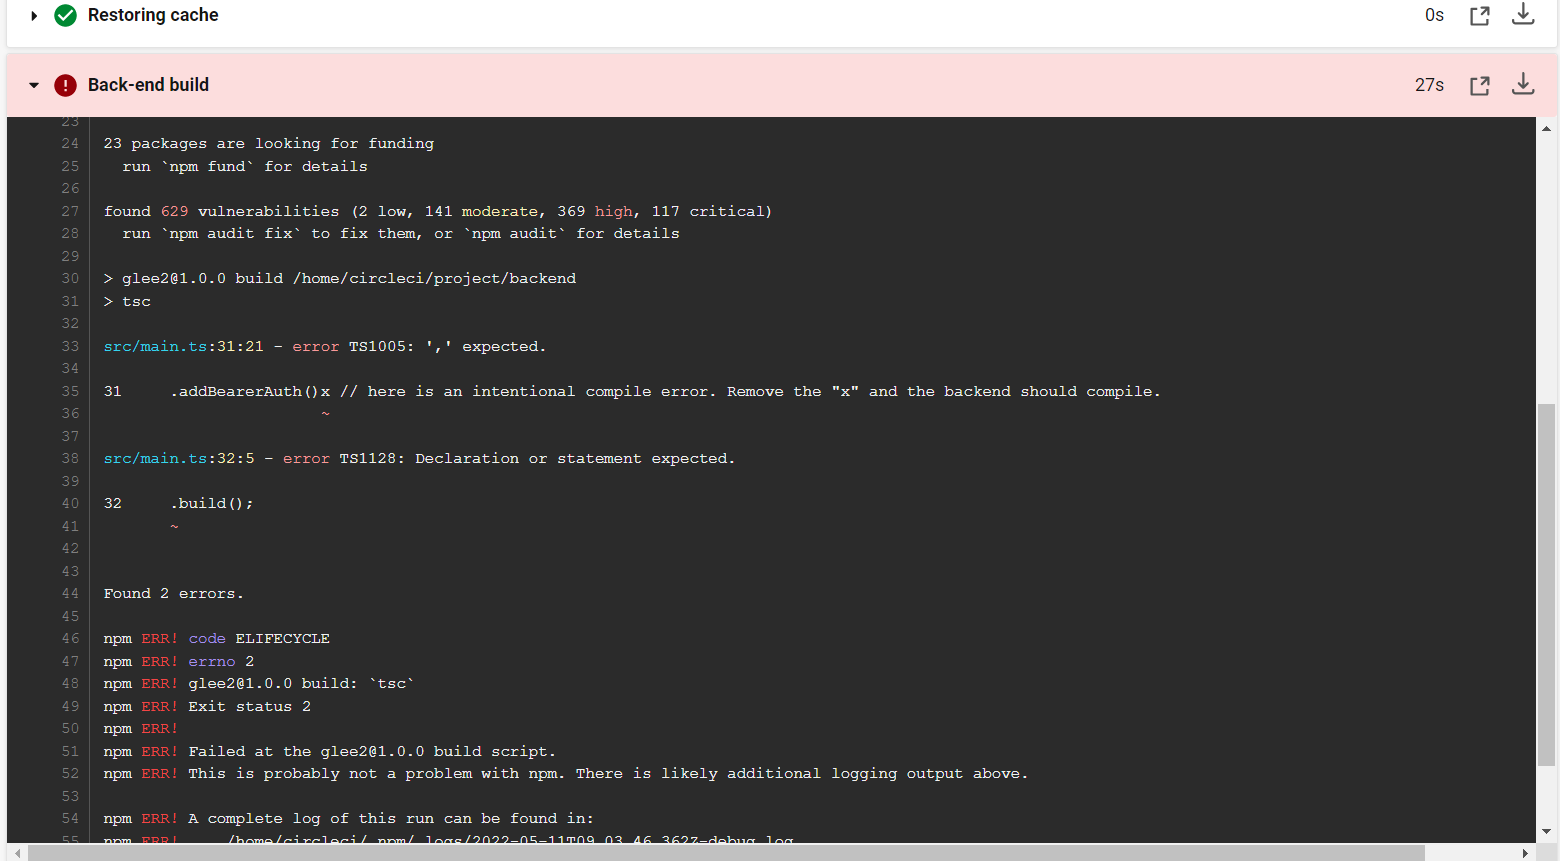 Restoring cache 0s
Back-end build 27s
23
24 23 packages are looking for funding
25 run `npm fund` for details
26
27 found 629 vulnerabilities (2 low, 141 moderate, 369 high, 117 critical)
28 run `npm audit fix` to fix them, or `npm audit` for details
29
30 > glee2@1.0.0 build /home/circleci/project/backend
31 > tsc
32
33 src/main.ts:31:21 - error TS1005: ',' expected.
34
35 31 .addBearerAuth()x // here is an intentional compile error. Remove the "x" and the backend should compile.
36 ~
37
38 src/main.ts:32:5 - error TS1128: Declaration or statement expected.
39
40 32 .build();
41 ~
42
43
44 Found 2 errors.
45
46 npm ERR! code ELIFECYCLE
47 npm ERR! errno 2
48 npm ERR! glee2@1.0.0 build: `tsc`
49 npm ERR! Exit status 2
50 npm ERR!
51 npm ERR! Failed at the glee2@1.0.0 build script.
52 npm ERR! This is probably not a problem with npm. There is likely additional logging output above.
53
54 npm ERR! A complete log of this run can be found in:
55 npm ERR! /home/circleci/.npm/_logs/2022-05-11T09_03_46_362Z-debug.log